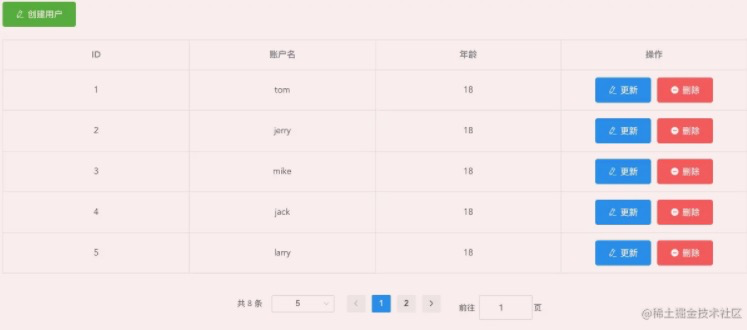 创建用户
ID 账户名 年龄 操作
1 tom 18 更新 删除
2 jerry 18 更新 删除
3 mike 18 更新 删除
4 jack 18 更新 删除
5 larry 18 更新 删除
共 8 条 5 1 2 前往 1 页
@稀土掘金技术社区